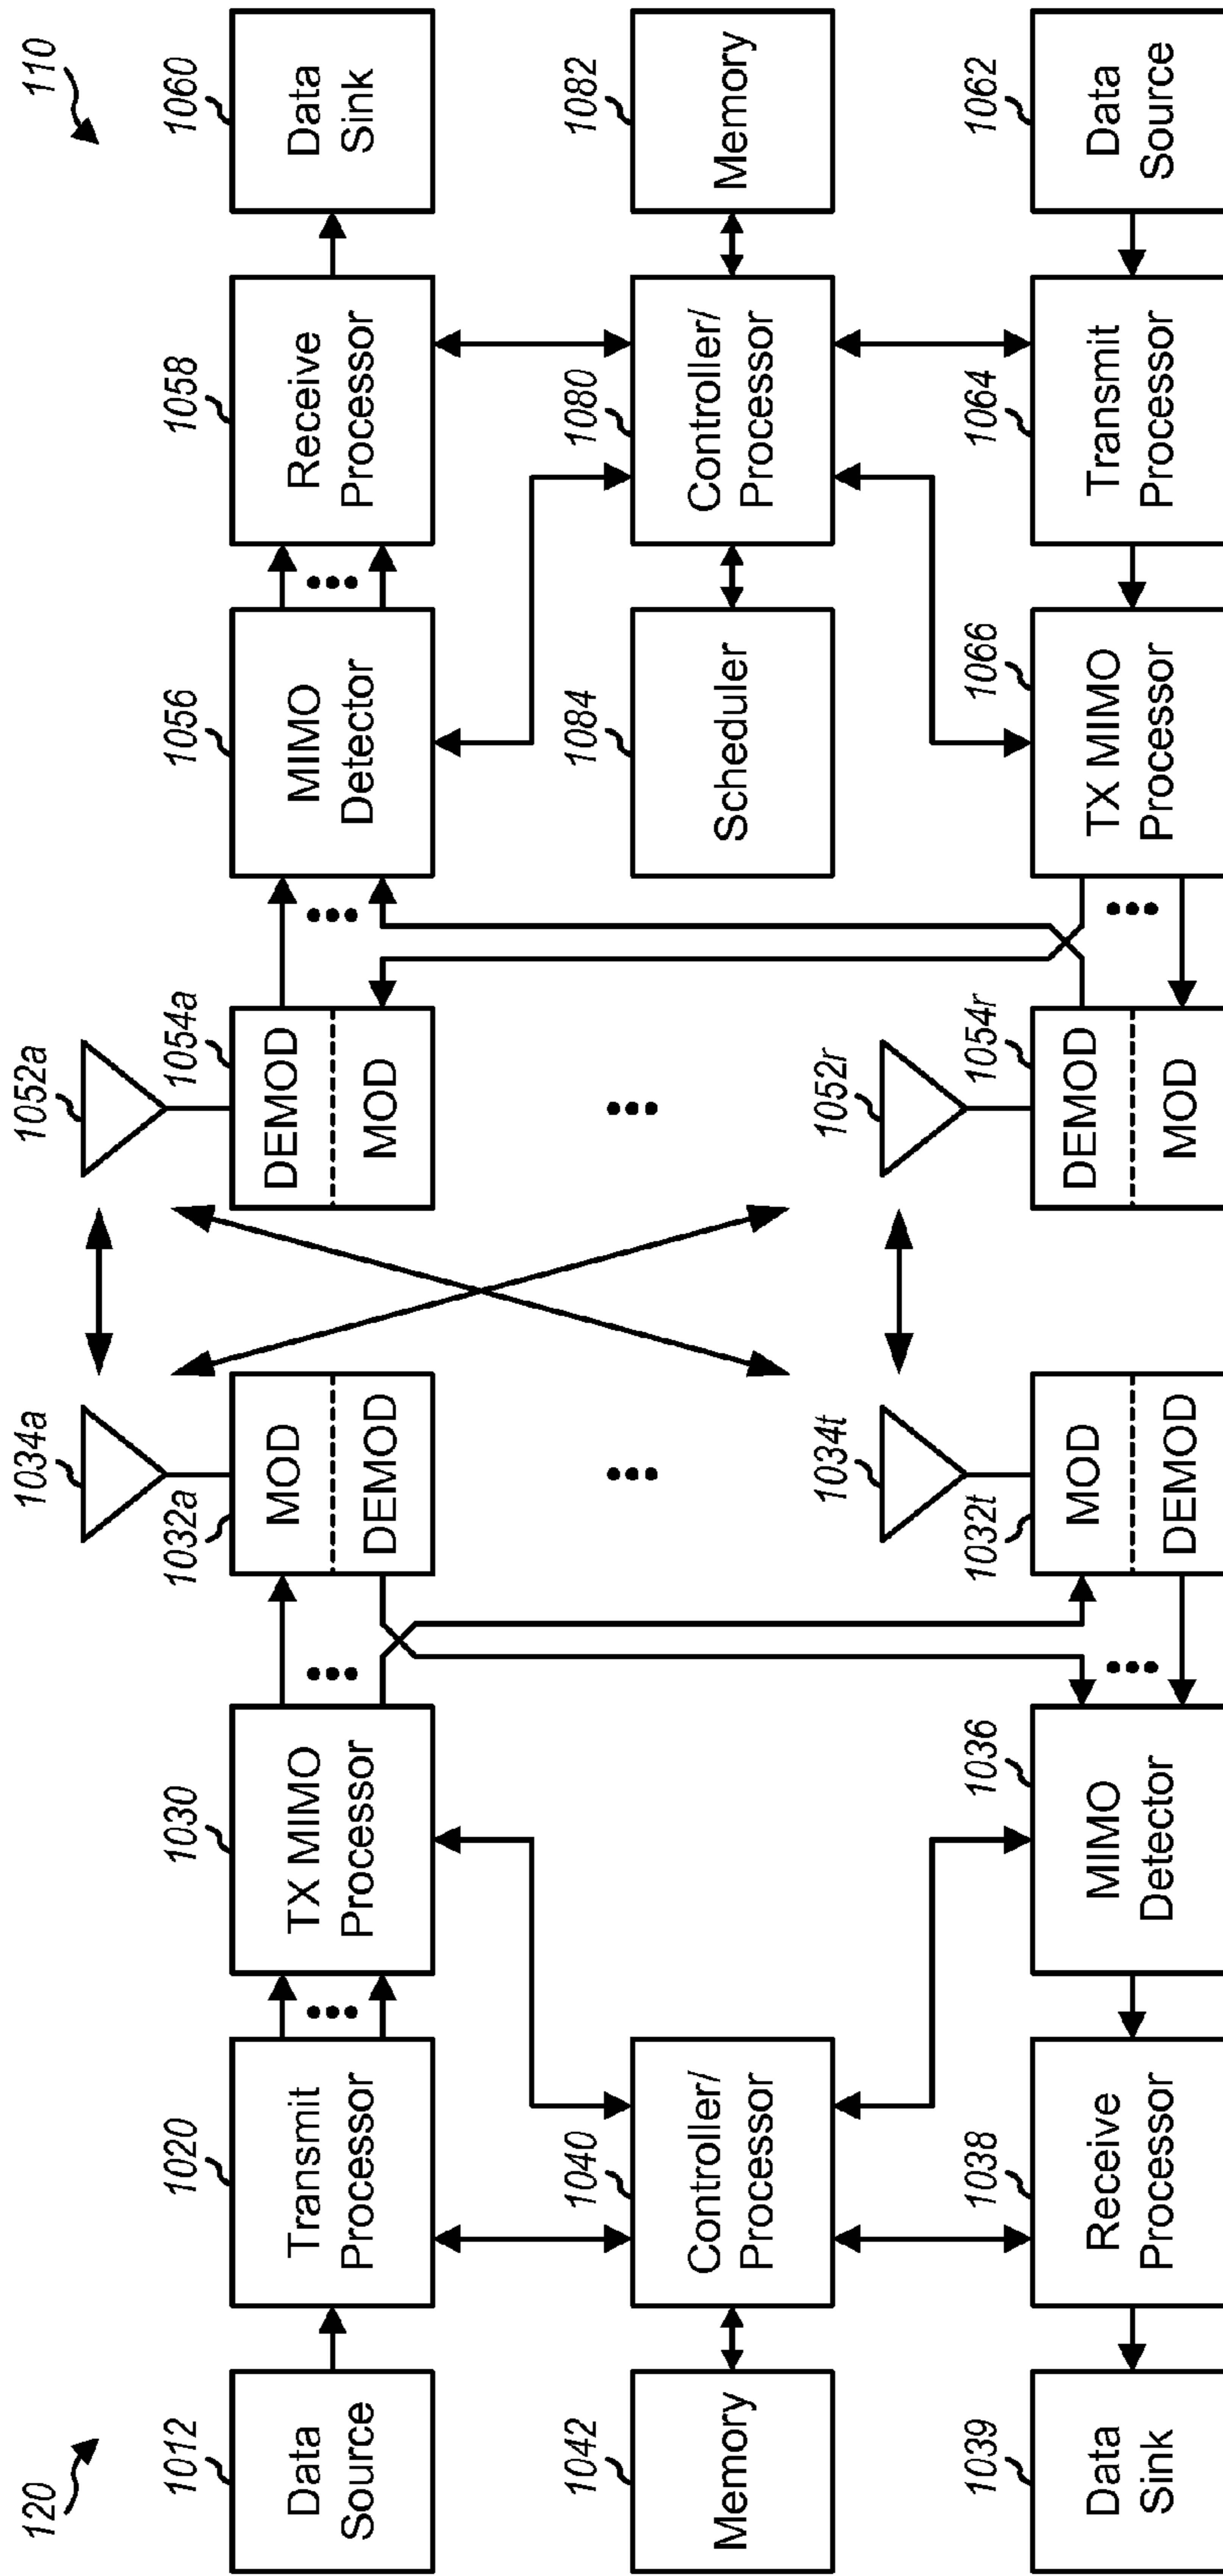 120
110
1012
Data
Source
1020
Transmit
Processor
1030
TX MIMO
Processor
1034a
1032a
MOD
DEMOD
1052a
1054a
DEMOD
MOD
1056
MIMO
Detector
1058
Receive
Processor
1060
Data
Sink
1042
Memory
1040
Controller/
Processor
1084
Scheduler
1080
Controller/
Processor
1082
Memory
1039
Data
Sink
1038
Receive
Processor
1036
MIMO
Detector
1034t
1032t
MOD
DEMOD
1052r
1054r
DEMOD
MOD
1066
TX MIMO
Processor
1064
Transmit
Processor
1062
Data
Source